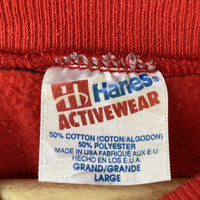 Hanes®
ACTIVEWEAR
50% COTTON (COTON/ALGODON)
50% POLYESTER
MADE IN USA FABRIQUE AUX E-U
HECHO EN LOS E.U.A.
GRAND/GRANDE
LARGE